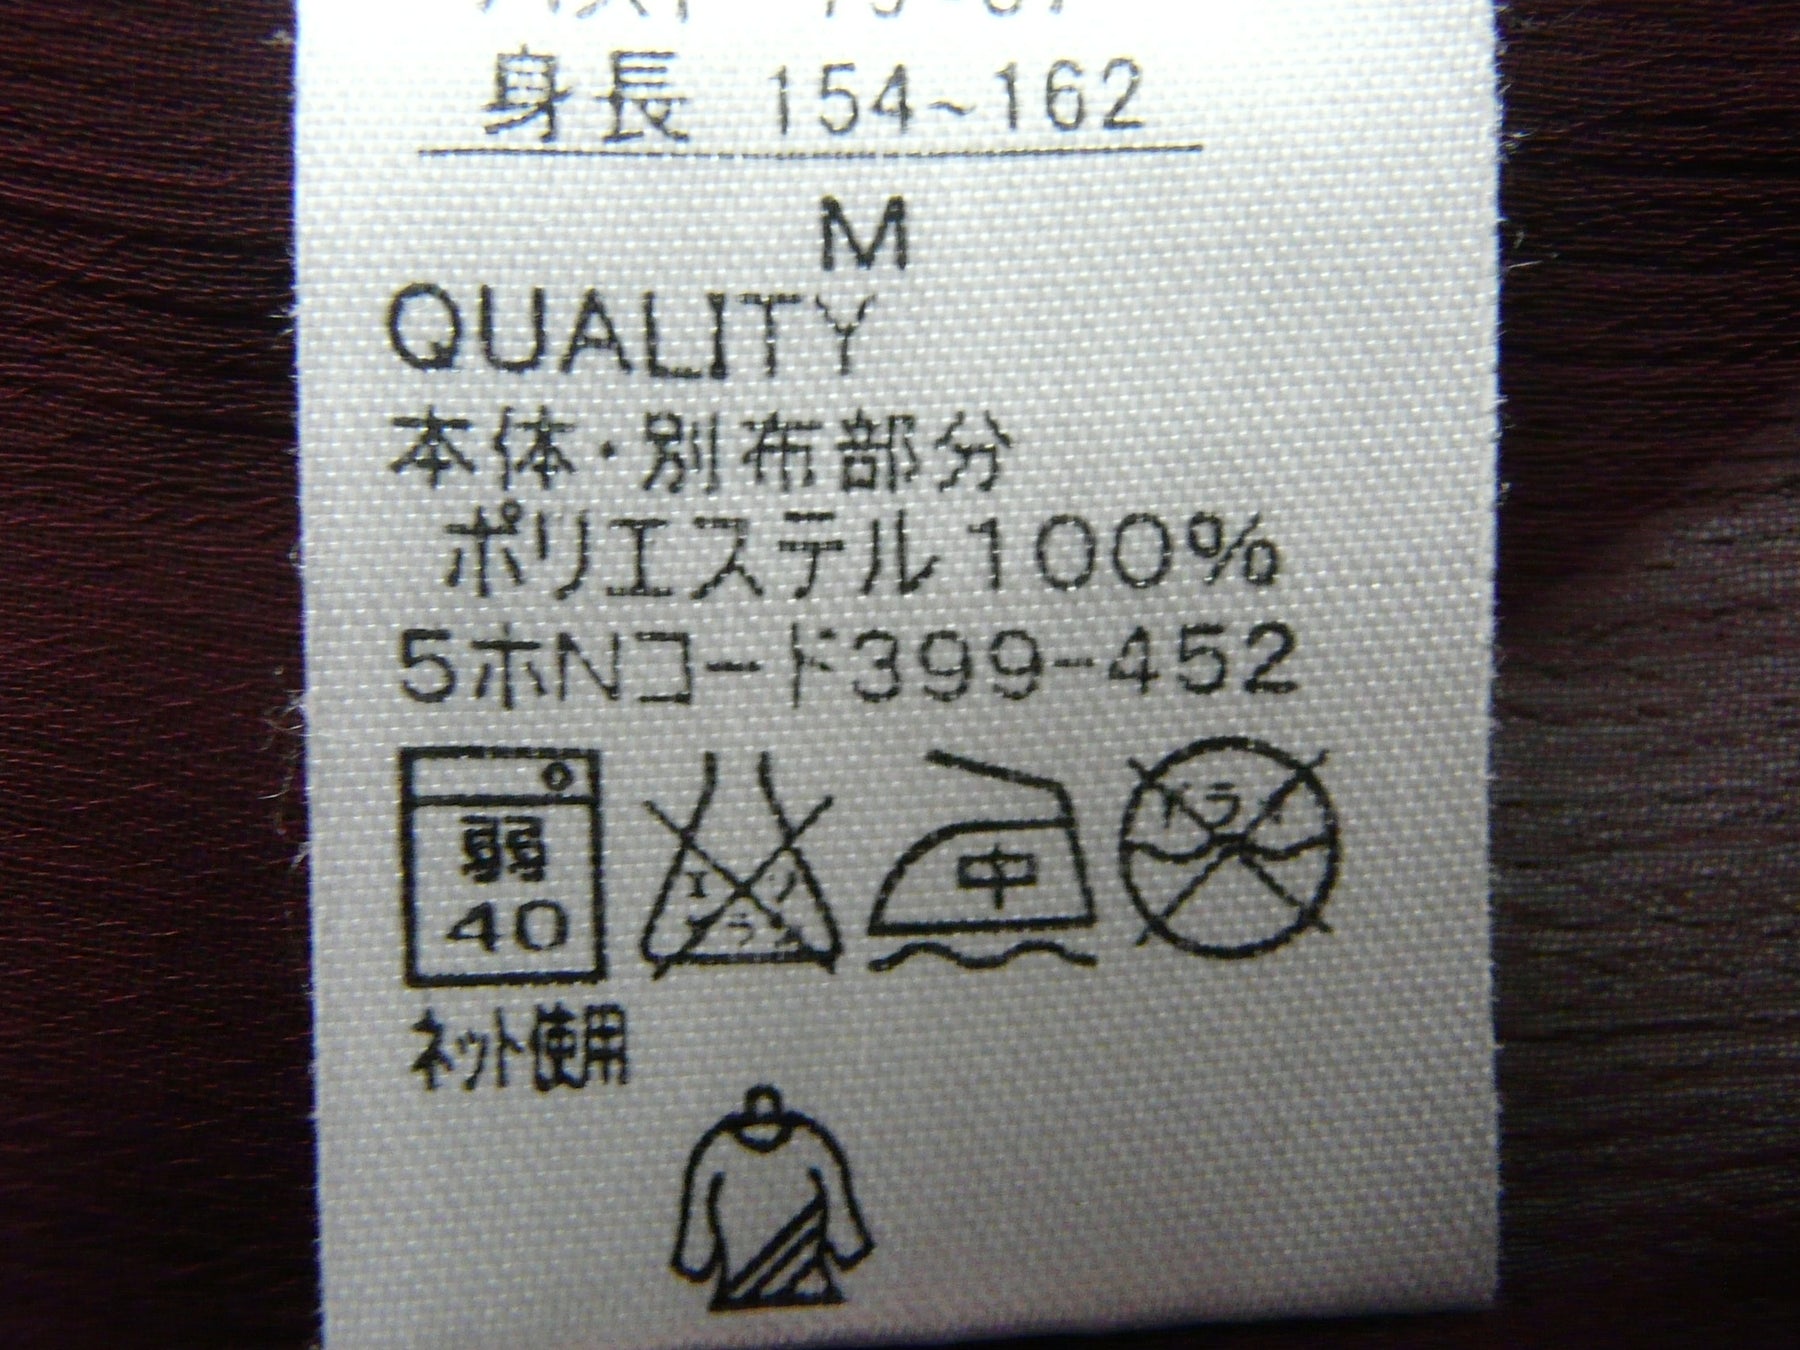 身長 154~162
M
QUALITY
本体・別布部分
ポリエステル100%
5ホNコード399-452
弱
40
中
ネット使用